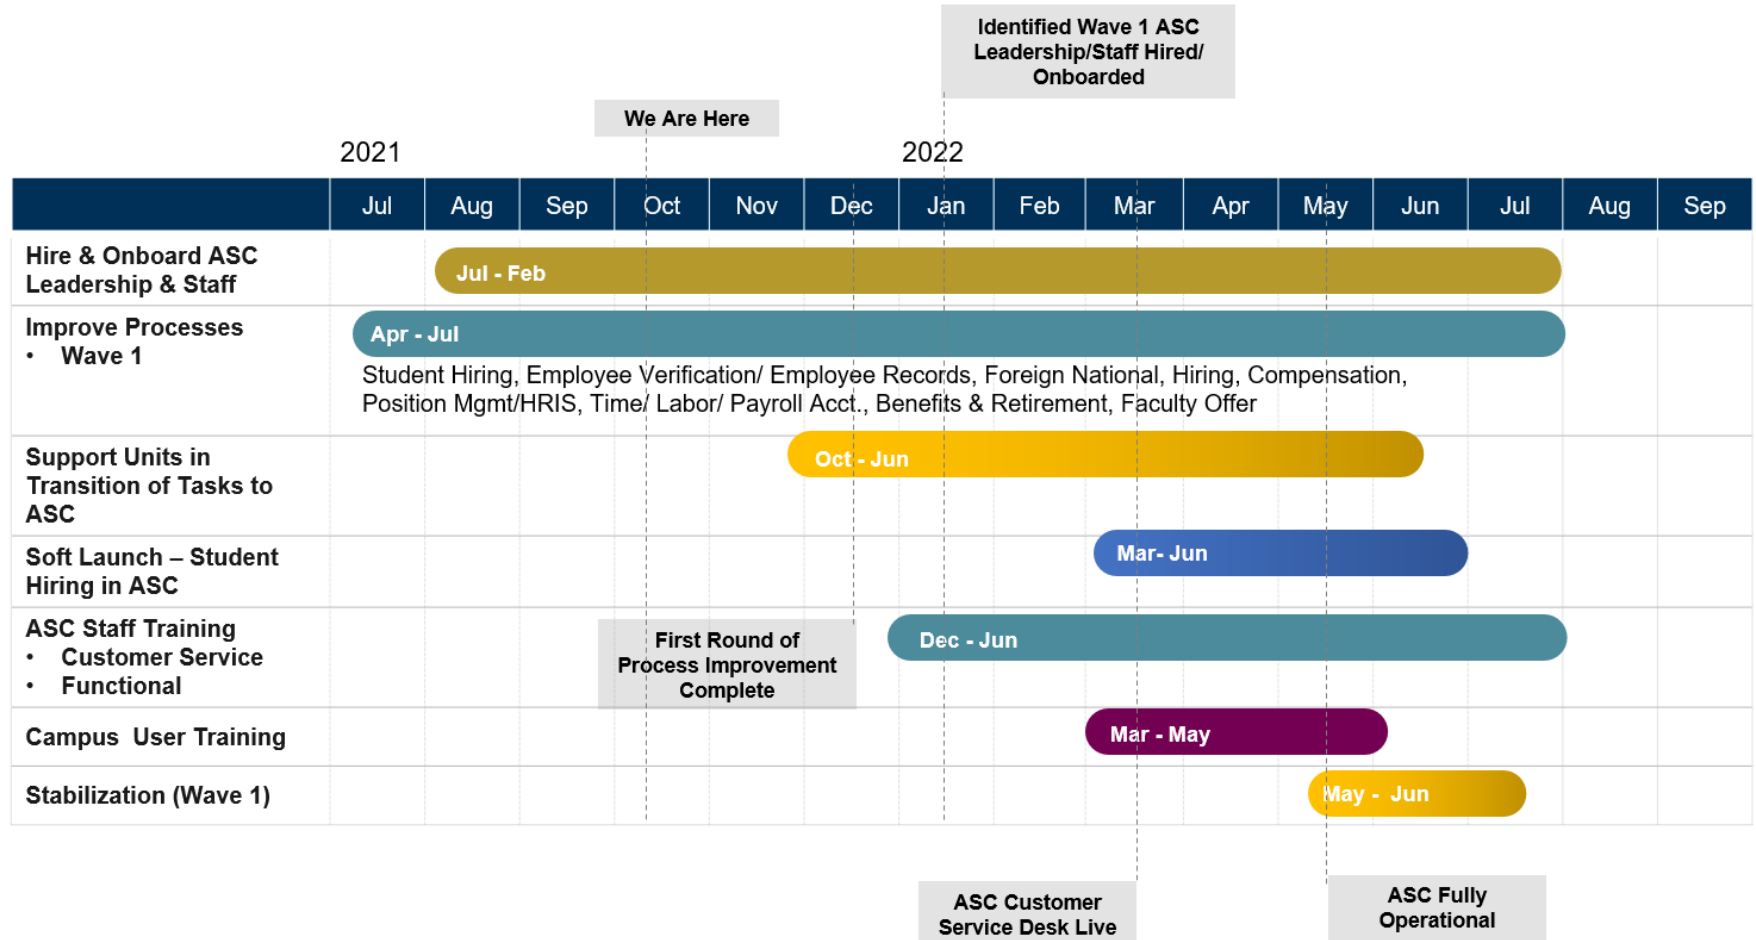 Identified Wave 1 ASC
Leadership/Staff Hired/
Onboarded
We Are Here
2021
2022
Jul
Aug
Sep
Oct
Nov
Dec
Jan
Feb
Mar
Apr
May
Jun
Jul
Aug
Sep
Hire & Onboard ASC
Leadership & Staff
Jul - Feb
Improve Processes
• Wave 1
Apr - Jul
Student Hiring, Employee Verification/ Employee Records, Foreign National, Hiring, Compensation,
Position Mgmt/HRIS, Time/ Labor/ Payroll Acct., Benefits & Retirement, Faculty Offer
Support Units in
Transition of Tasks to
ASC
Oct - Jun
Soft Launch – Student
Hiring in ASC
Mar- Jun
ASC Staff Training
• Customer Service
• Functional
First Round of
Process Improvement
Complete
Dec - Jun
Campus  User Training
Mar - May
Stabilization (Wave 1)
May -  Jun
ASC Customer
Service Desk Live
ASC Fully
Operational